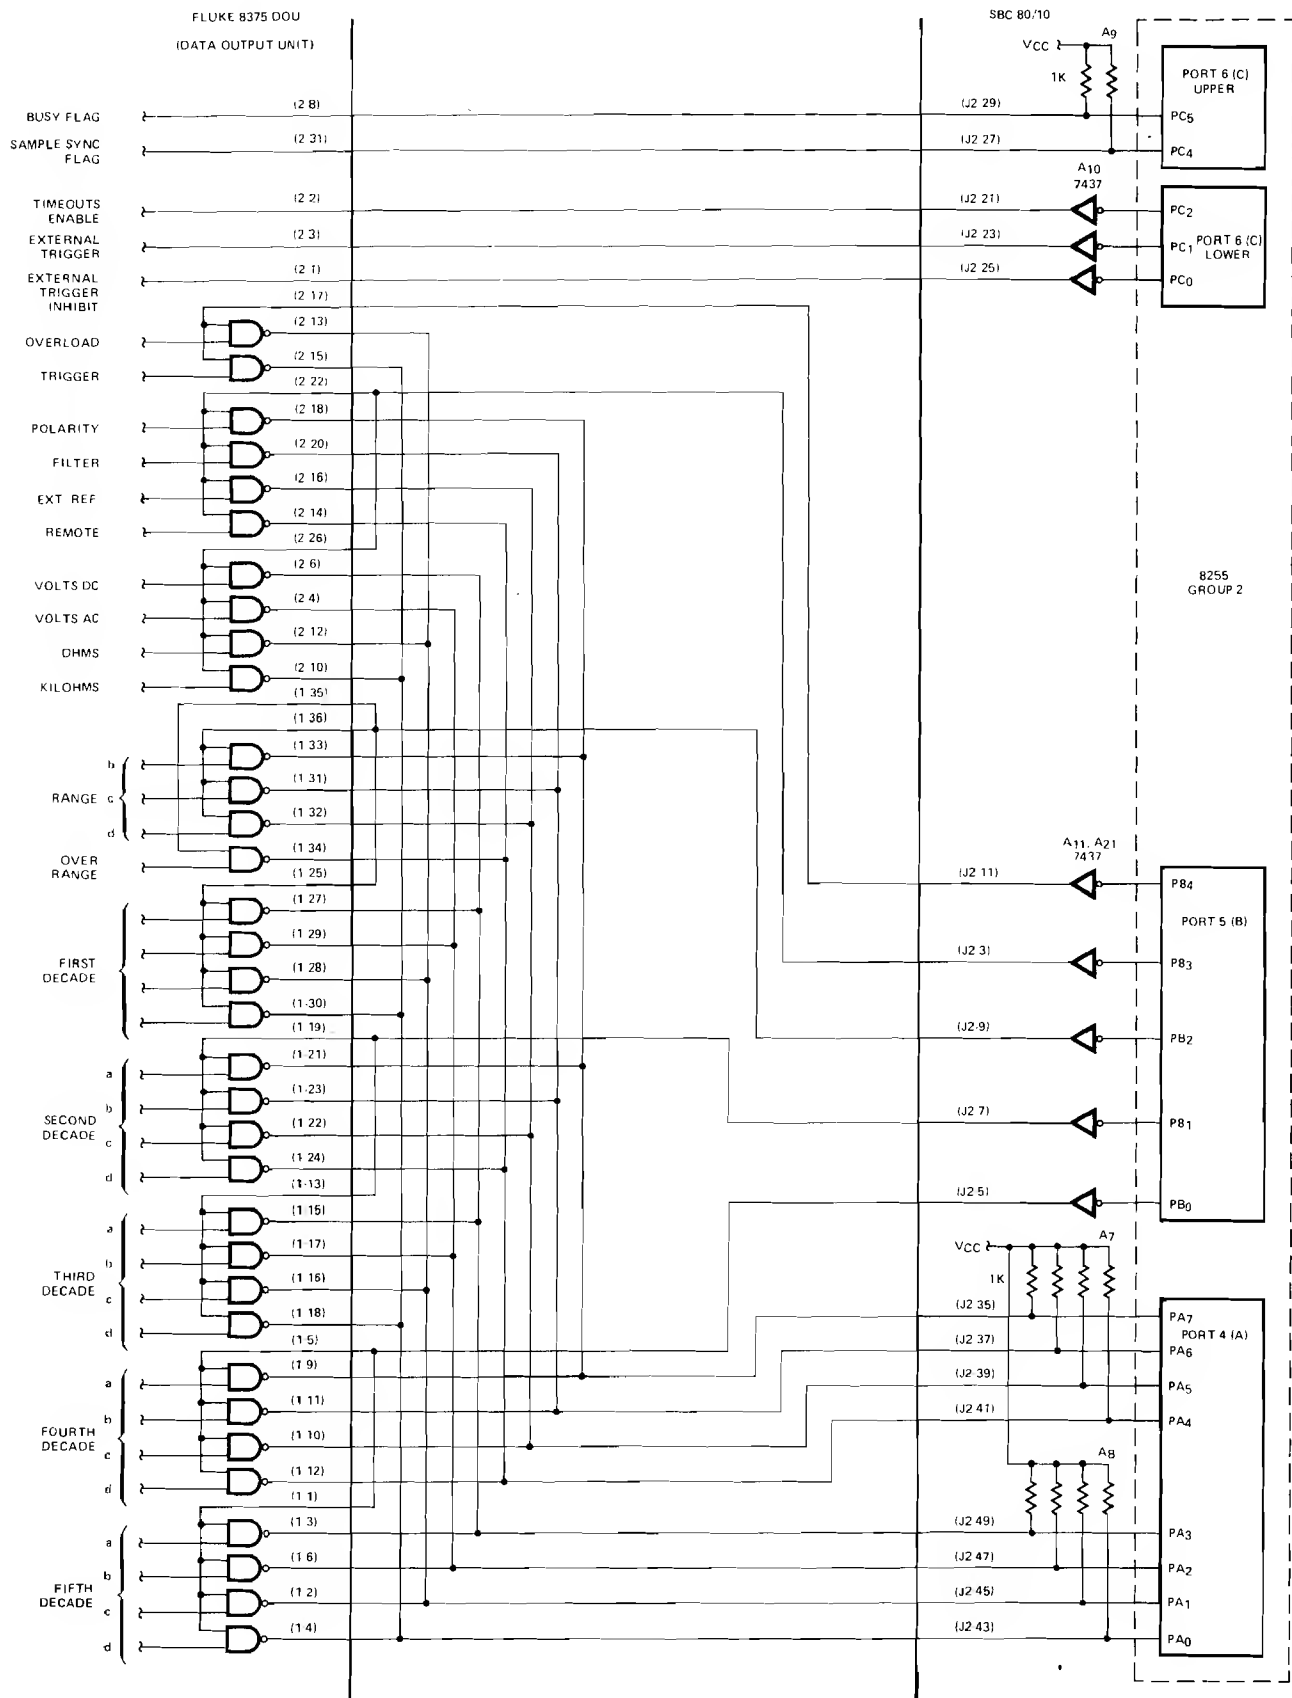 FLUKE 8375 DOU
(DATA OUTPUT UNIT)
SBC 80/10
VCC
A9
1K
PORT 6 (C)
UPPER
BUSY FLAG
(2 8)
(J2 29)
PC5
SAMPLE SYNC
FLAG
(2 31)
(J2 27)
PC4
A10
7437
TIMEOUTS
ENABLE
(2 2)
(J2 21)
PC2
EXTERNAL
TRIGGER
(2 3)
(J2 23)
PC1
PORT 6 (C)
LOWER
EXTERNAL
TRIGGER
INHIBIT
(2 1)
(J2 25)
PC0
(2 17)
OVERLOAD
(2 13)
TRIGGER
(2 15)
(2 22)
POLARITY
(2 18)
FILTER
(2 20)
EXT REF
(2 16)
REMOTE
(2 14)
(2 26)
VOLTS DC
(2 6)
8255
GROUP 2
VOLTS AC
(2 4)
OHMS
(2 12)
KILOHMS
(2 10)
(1 35)
(1 36)
RANGE
b
(1 33)
c
(1 31)
d
(1 32)
OVER
RANGE
(1 34)
A11, A21
7437
(1 25)
(J2 11)
PB4
FIRST
DECADE
(1 27)
(1 29)
(1 28)
(1-30)
PORT 5 (B)
(J2 3)
PB3
(1 19)
(J2-9)
PB2
SECOND
DECADE
a
(1-21)
b
(1-23)
c
(1 22)
d
(1 24)
(J2 7)
PB1
(1-13)
(J2 5)
PB0
THIRD
DECADE
a
(1-15)
b
(1-17)
c
(1 16)
d
(1 18)
VCC
A7
1K
(J2 35)
PA7
PORT 4 (A)
(1-5)
(J2 37)
PA6
FOURTH
DECADE
a
(1 9)
b
(1 11)
c
(1 10)
d
(1 12)
(J2 39)
PA5
(J2 41)
PA4
A8
(1 1)
FIFTH
DECADE
a
(1 3)
(J2 49)
PA3
b
(1-6)
(J2 47)
PA2
c
(1 2)
(J2 45)
PA1
d
(1 4)
(J2 43)
PA0